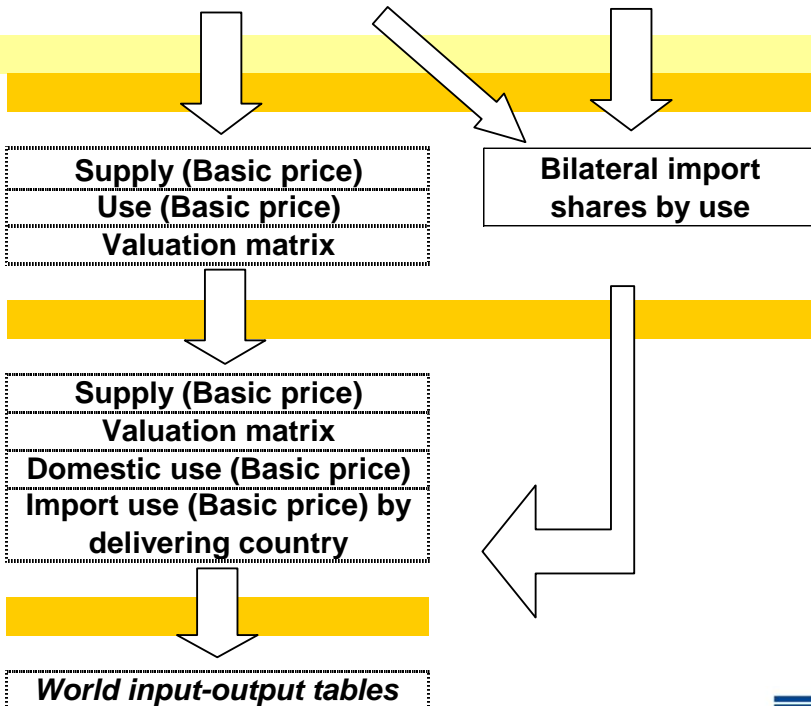 Supply (Basic price)
Use (Basic price)
Valuation matrix
Bilateral import
shares by use
Supply (Basic price)
Valuation matrix
Domestic use (Basic price)
Import use (Basic price) by
delivering country
World input-output tables